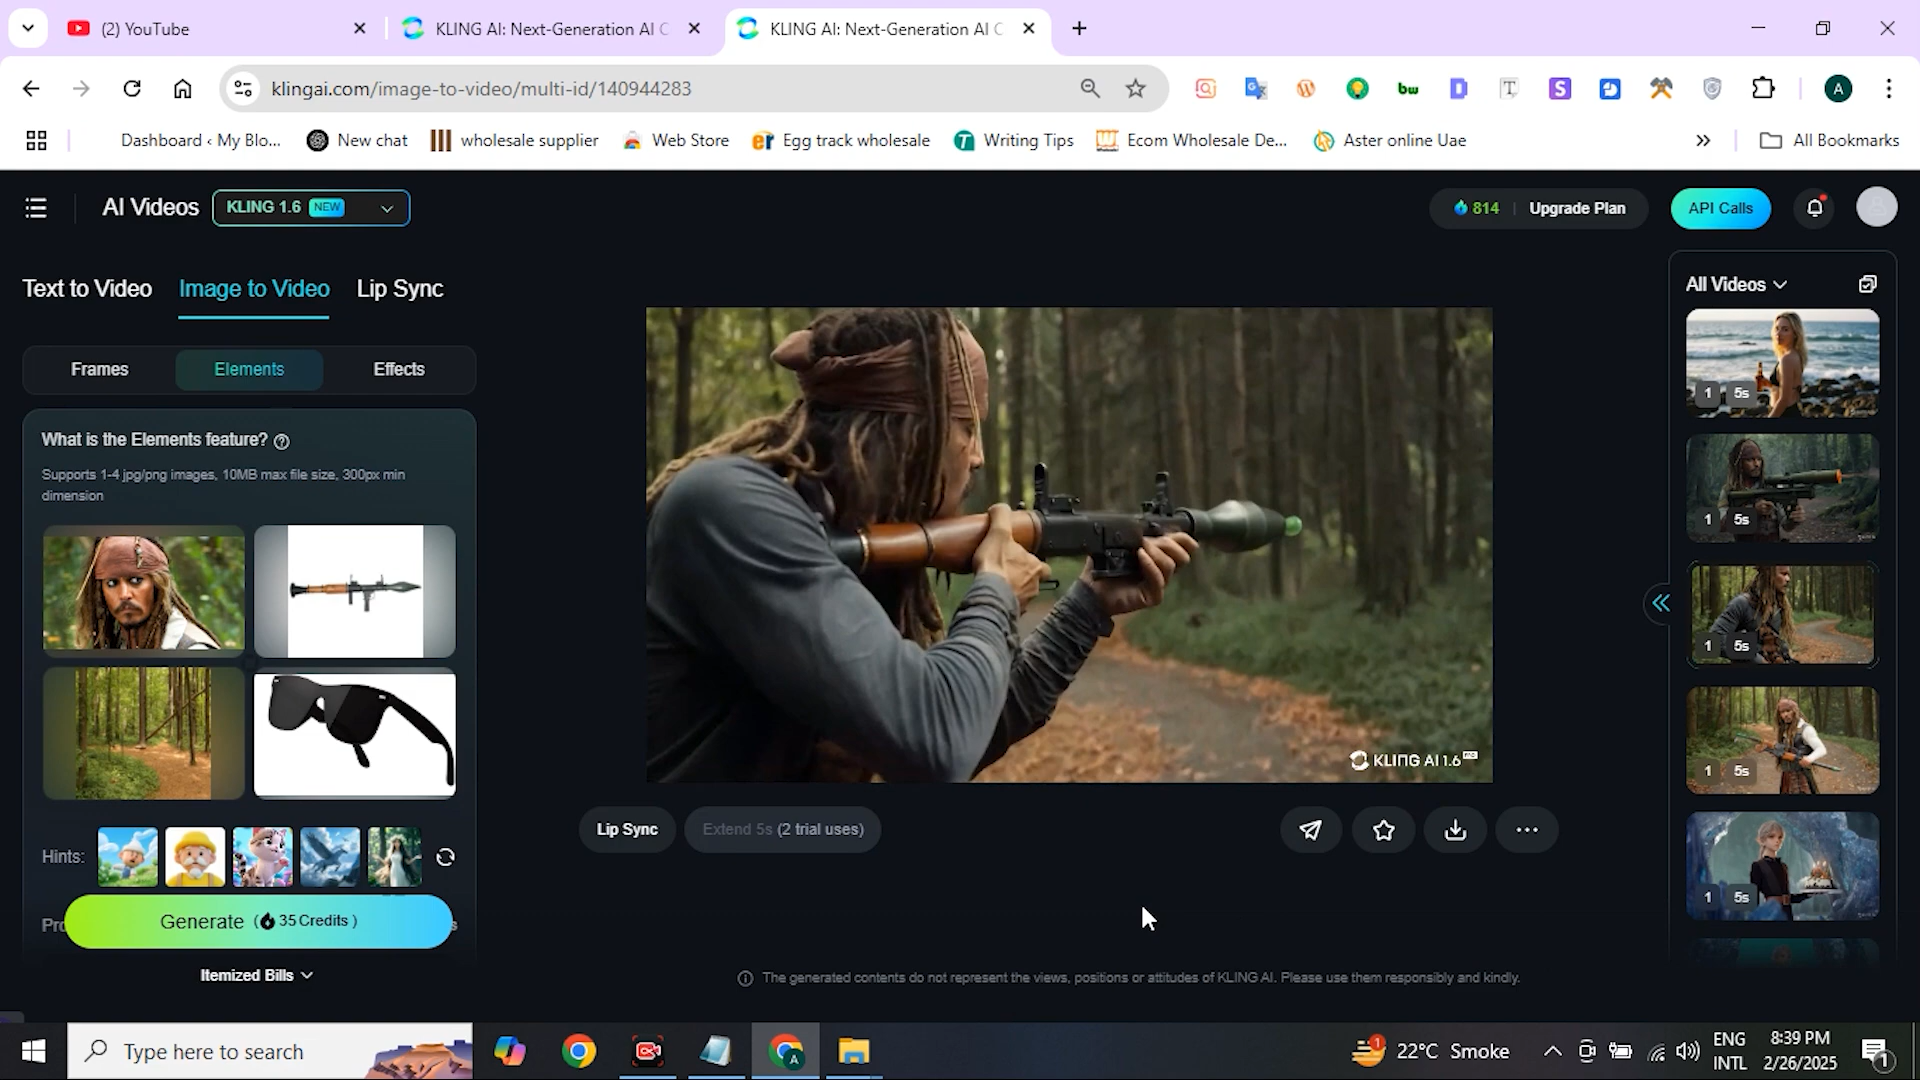 (2) YouTube
KLING AI: Next-Generation AI C
KLING AI: Next-Generation AI C
klingai.com/image-to-video/multi-id/140944283
bw
T
S
A
Dashboard ‹ My Blo...
New chat
wholesale supplier
Web Store
er
Egg track wholesale
Writing Tips
Ecom Wholesale De...
Aster online Uae
All Bookmarks
AI Videos
KLING 1.6 NEW
814
Upgrade Plan
API Calls
Text to Video
Image to Video
Lip Sync
Frames
Elements
Effects
What is the Elements feature?
Supports 1-4 jpg/png images, 10MB max file size, 300px min
dimension
Hints:
Generate ( 35 Credits )
Itemized Bills
KLING AI 1.6
Lip Sync
Extend 5s (2 trial uses)
The generated contents do not represent the views, positions or attitudes of KLING AI. Please use them responsibly and kindly.
All Videos
1 5s
1 5s
1 5s
1 5s
1 5s
Type here to search
A
1
22°C Smoke
ENG
INTL
8:39 PM
2/26/2025
1